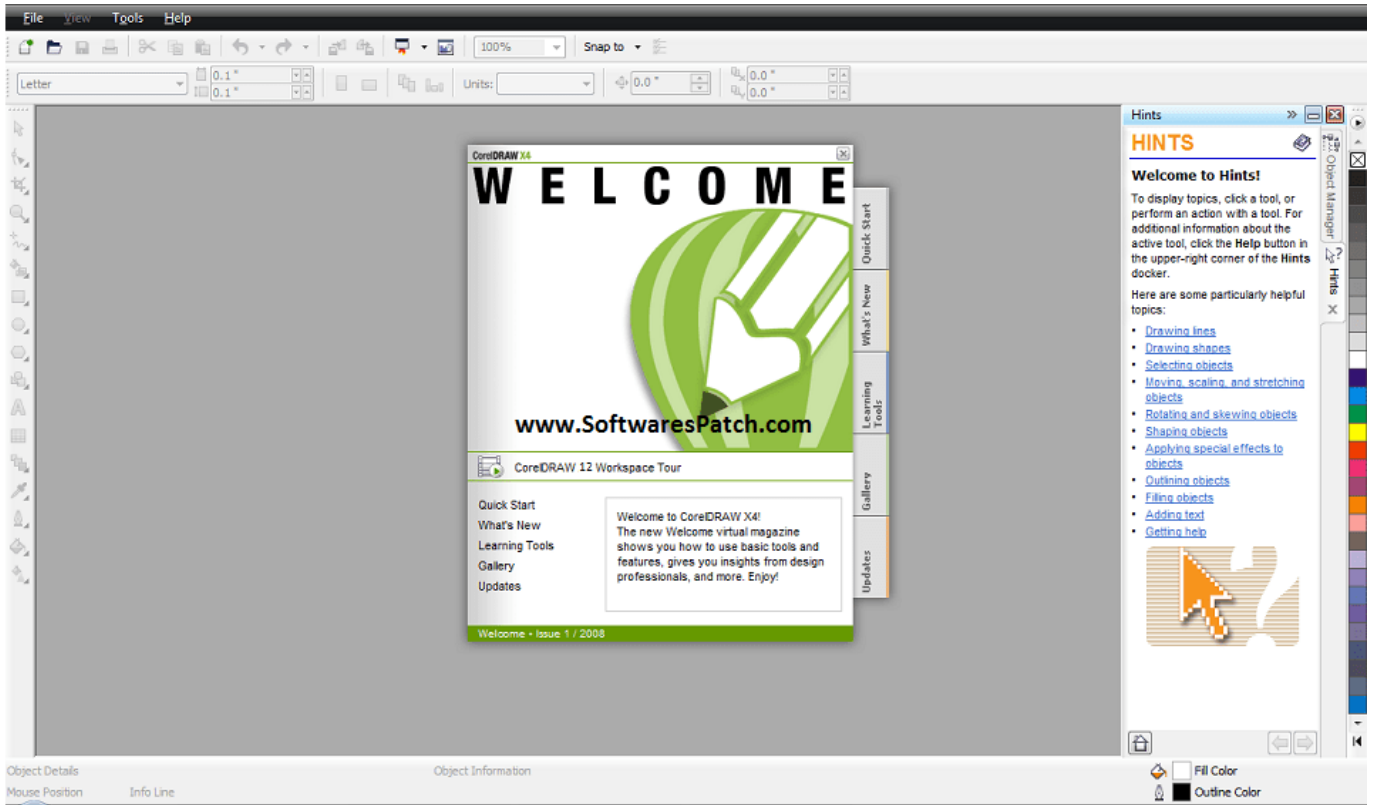 File View Tools Help
100% Snap to
Letter 0.1 " Units: 0.0 " 0.0 "
0.1 " 0.0 "
CorelDRAW X4
WELCOME
www.SoftwaresPatch.com
CorelDRAW 12 Workspace Tour
Quick Start
What's New
Learning Tools
Gallery
Updates
Welcome to CorelDRAW X4!
The new Welcome virtual magazine
shows you how to use basic tools and
features, gives you insights from design
professionals, and more. Enjoy!
Welcome • Issue 1 / 2008
Quick Start
What's New
Learning
Tools
Gallery
Updates
Hints
HINTS
Welcome to Hints!
To display topics, click a tool, or
perform an action with a tool. For
additional information about the
active tool, click the Help button in
the upper-right corner of the Hints
docker.
Here are some particularly helpful
topics:
• Drawing lines
• Drawing shapes
• Selecting objects
• Moving, scaling, and stretching
objects
• Rotating and skewing objects
• Shaping objects
• Applying special effects to
objects
• Outlining objects
• Filling objects
• Adding text
• Getting help
Object Manager
Hints
Object Details Object Information Fill Color
Mouse Position Info Line Outline Color